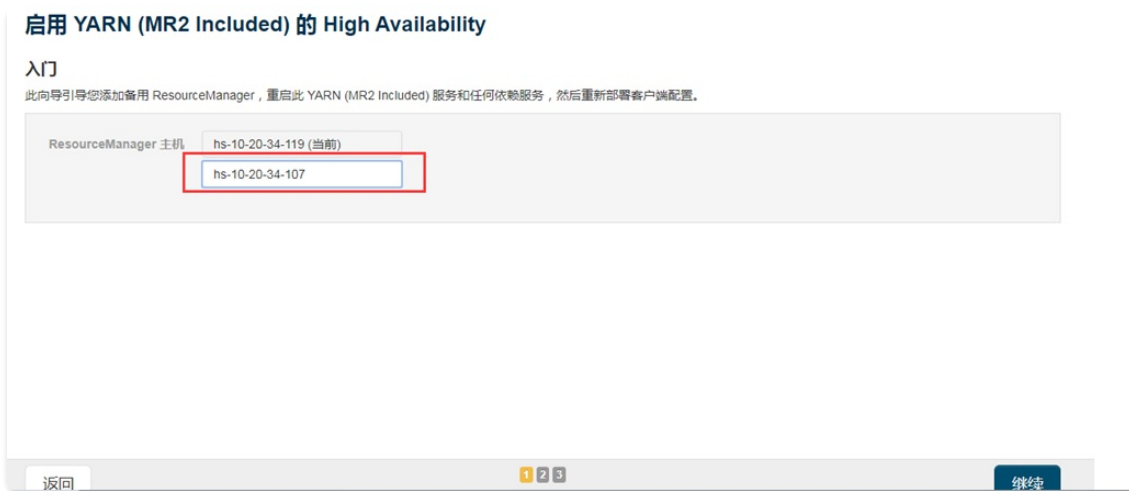 启用 YARN (MR2 Included) 的 High Availability
入门
此向导引导您添加备用 ResourceManager，重启此 YARN (MR2 Included) 服务和任何依赖服务，然后重新部署客户端配置。
ResourceManager 主机
hs-10-20-34-119 (当前)
hs-10-20-34-107
返回
1 2 3
继续